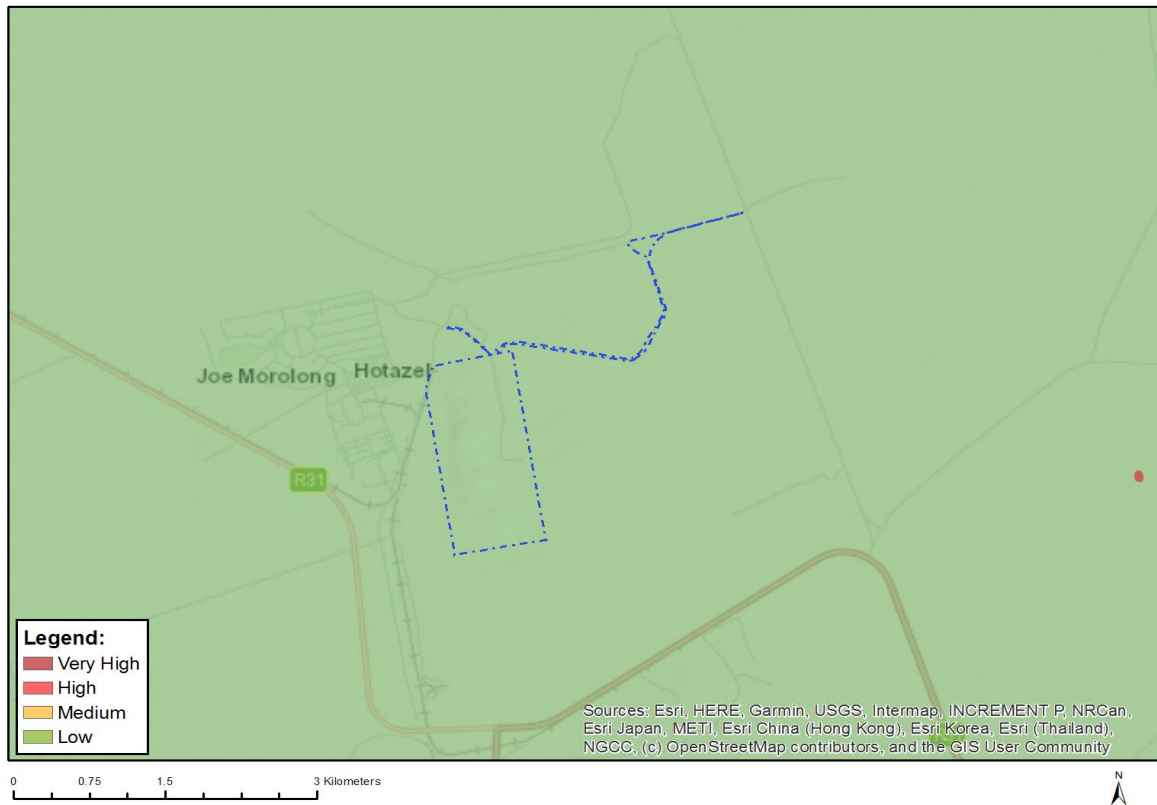 Joe Morolong
Hotazel
R31
Legend:
Very High
High
Medium
Low
Sources: Esri, HERE, Garmin, USGS, Intermap, INCREMENT P, NRCan,
Esri Japan, METI, Esri China (Hong Kong), Esri Korea, Esri (Thailand),
NGCC, (c) OpenStreetMap contributors, and the GIS User Community
0 0.75 1.5 3 Kilometers
N